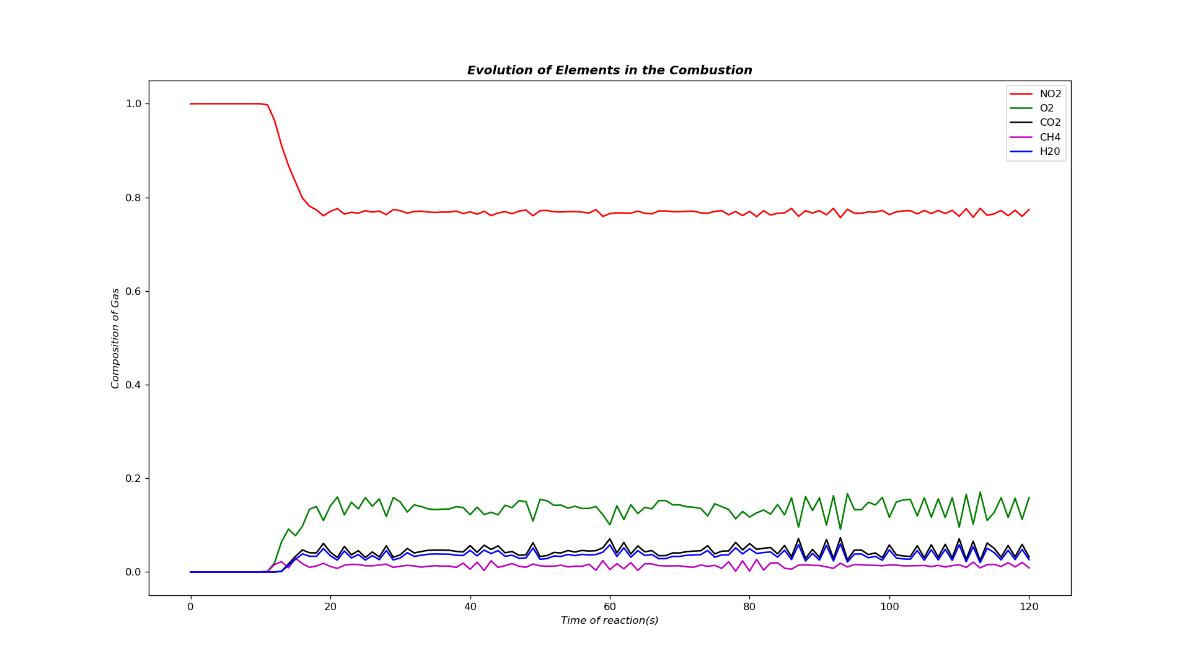 Evolution of Elements in the Combustion
NO2
O2
CO2
CH4
H20
1.0
0.8
0.6
0.4
0.2
0.0
Composition of Gas
0 20 40 60 80 100 120
Time of reaction(s)